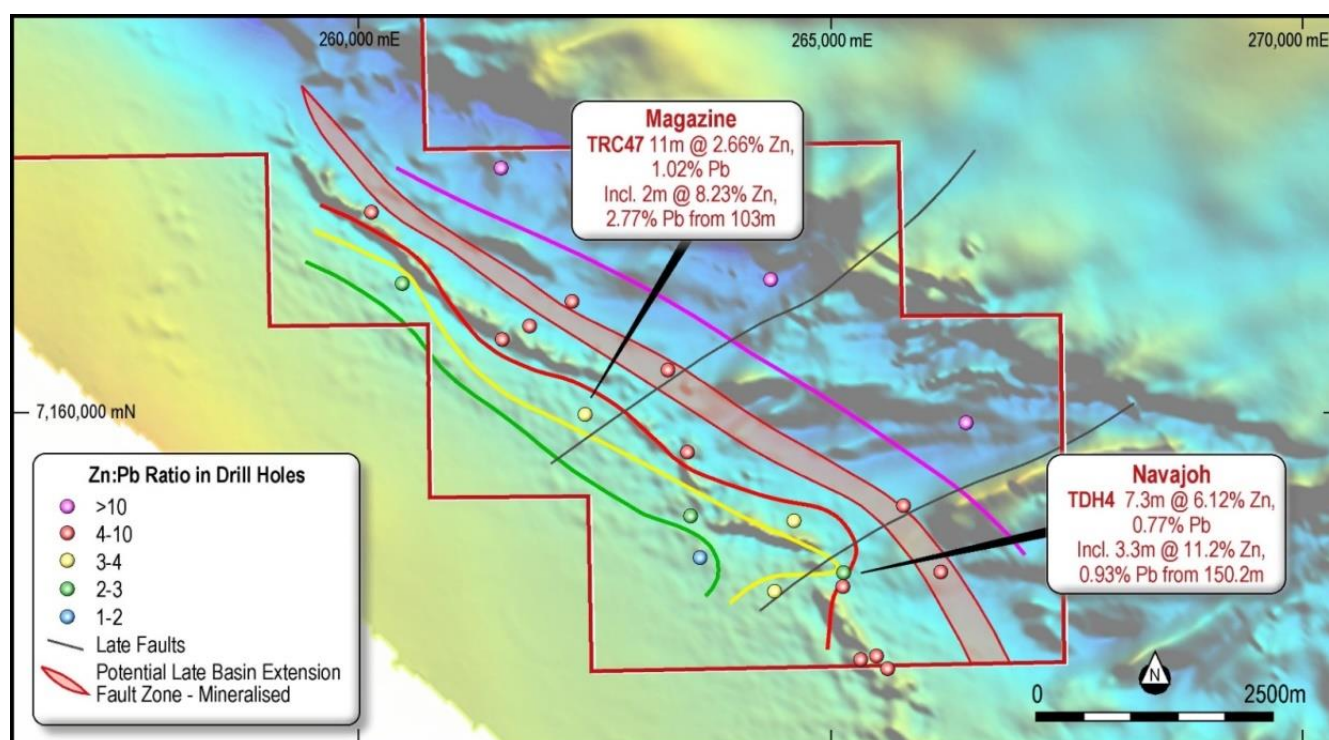 260,000 mE
265,000 mE
270,000 mE
Magazine
TRC47 11m @ 2.66% Zn,
1.02% Pb
Incl. 2m @ 8.23% Zn,
2.77% Pb from 103m
7,160,000 mN
Navajoh
TDH4 7.3m @ 6.12% Zn,
0.77% Pb
Incl. 3.3m @ 11.2% Zn,
0.93% Pb from 150.2m
Zn:Pb Ratio in Drill Holes
>10
4-10
3-4
2-3
1-2
Late Faults
Potential Late Basin Extension
Fault Zone - Mineralised
N
0
2500m